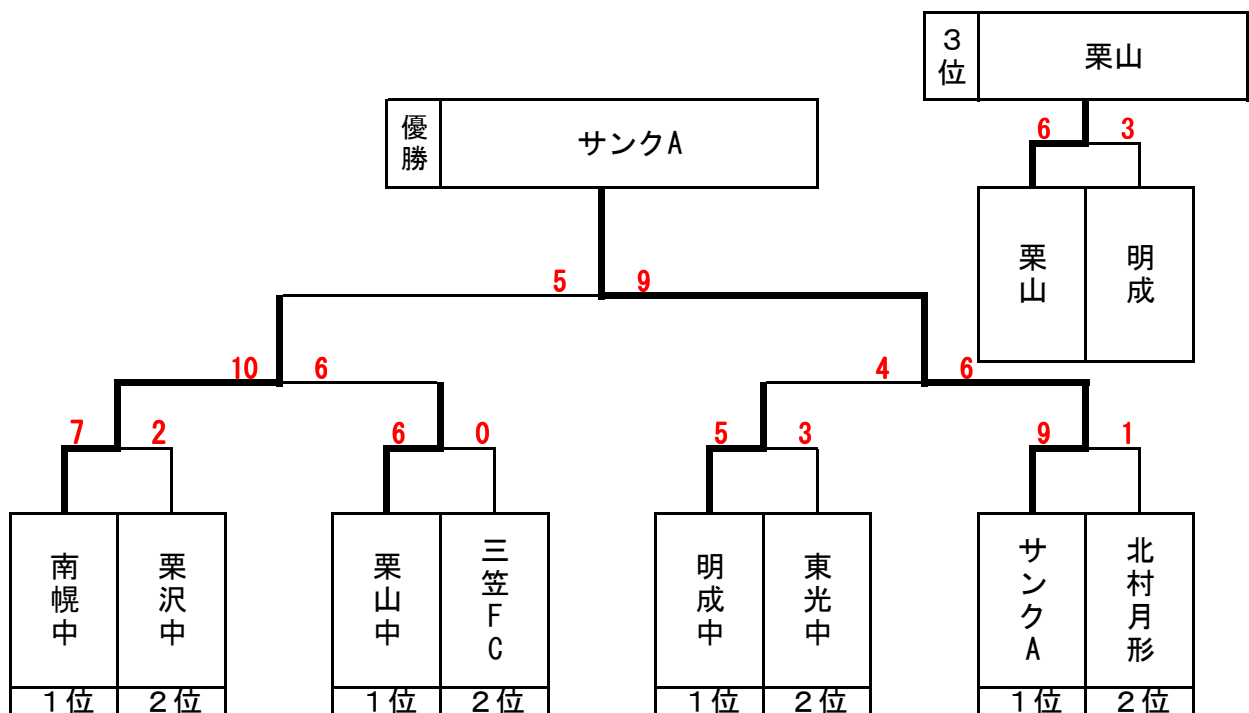 3位
栗山
優勝
サンクA
6 3
栗山
明成
5 9
10 6
4 6
7 2
6 0
5 3
9 1
南幌中
栗沢中
栗山中
三笠FC
明成中
東光中
サンクA
北村月形
1位 2位
1位 2位
1位 2位
1位 2位